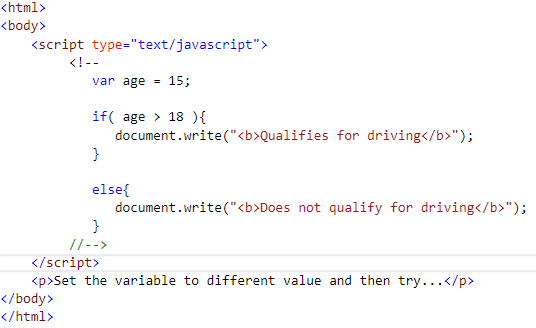 <html>
<body>
<script type="text/javascript">
<!--
var age = 15;
if( age > 18 ){
document.write("<b>Qualifies for driving</b>");
}
else{
document.write("<b>Does not qualify for driving</b>");
}
//-->
</script>
<p>Set the variable to different value and then try...</p>
</body>
</html>